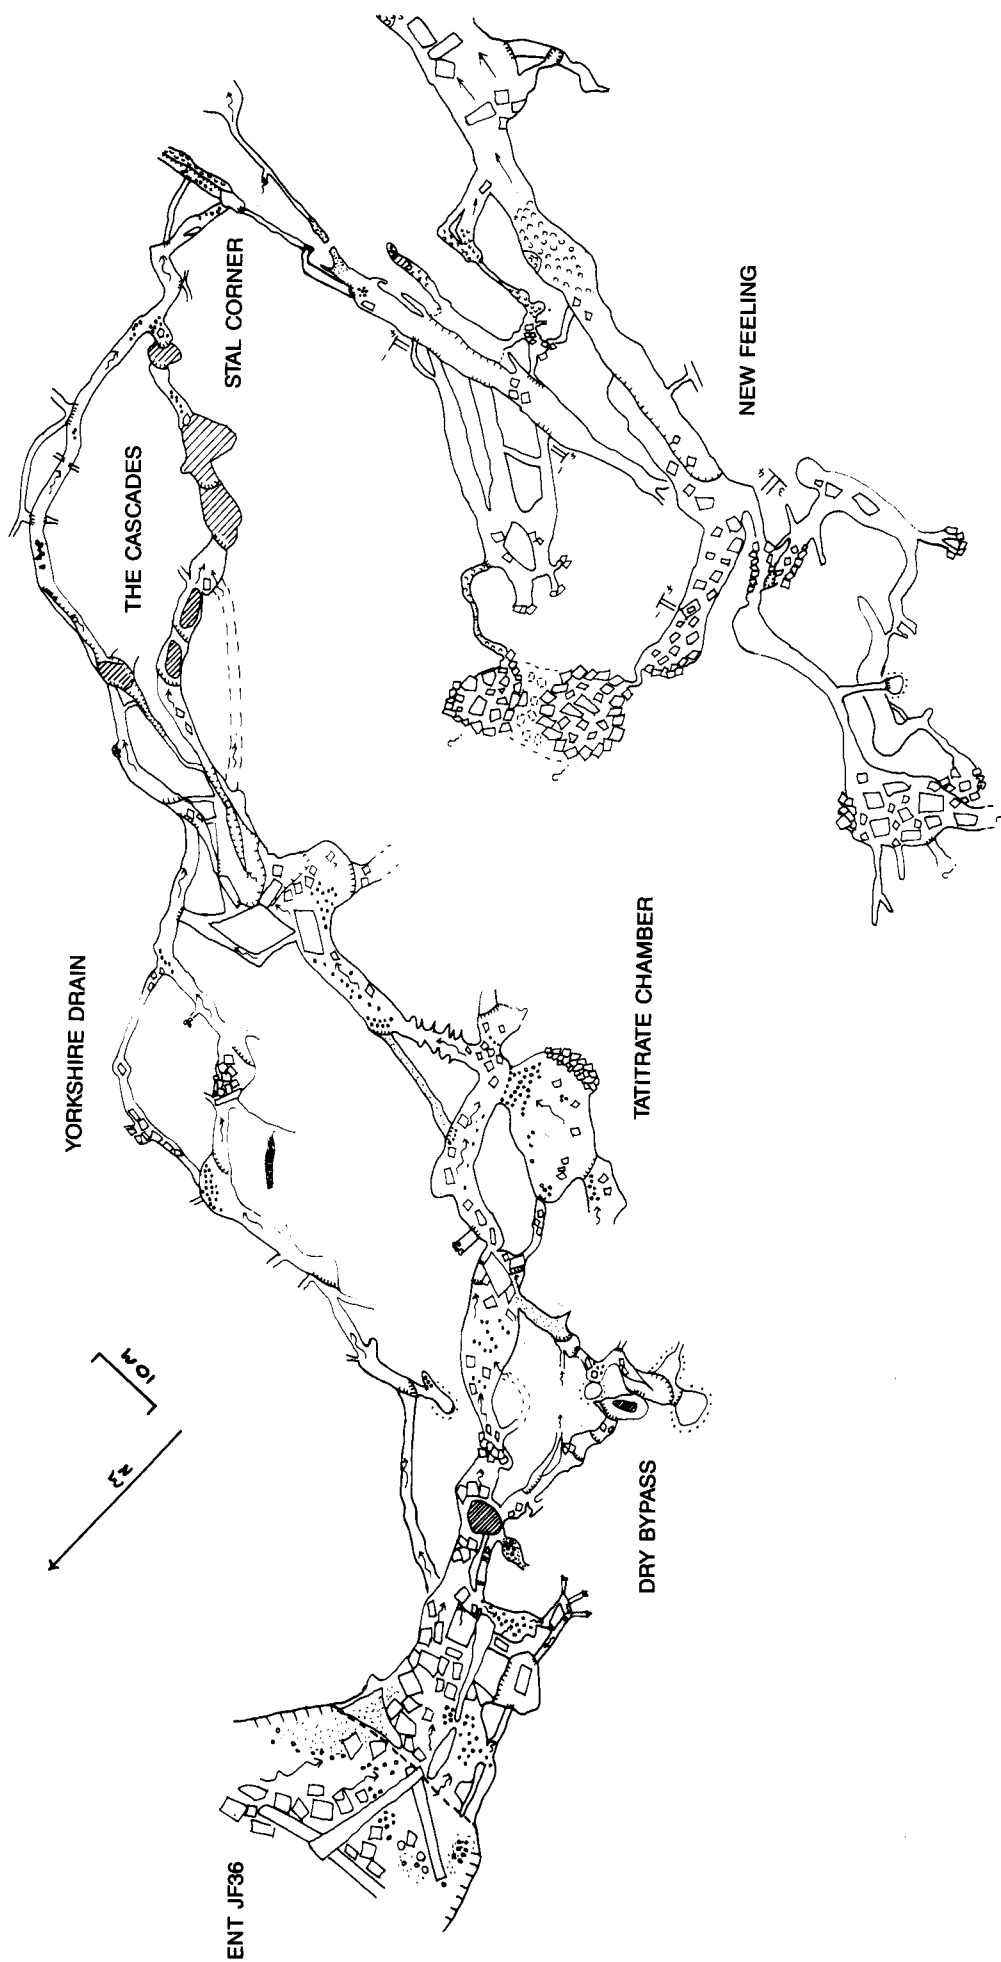 THE CASCADES
STAL CORNER
NEW FEELING
YORKSHIRE DRAIN
TATITRATE CHAMBER
10M
DRY BYPASS
ENT JF36